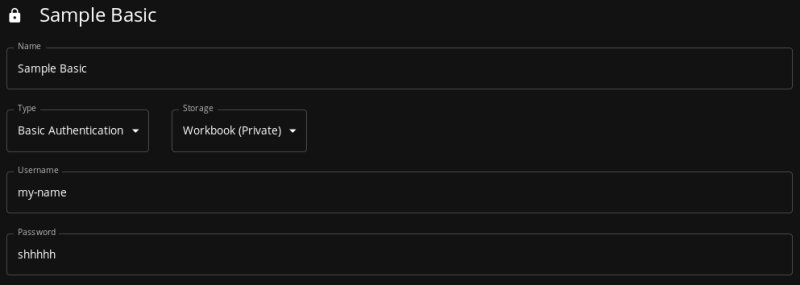 Sample Basic
Name
Sample Basic
Type
Storage
Basic Authentication
Workbook (Private)
Username
my-name
Password
shhhhh